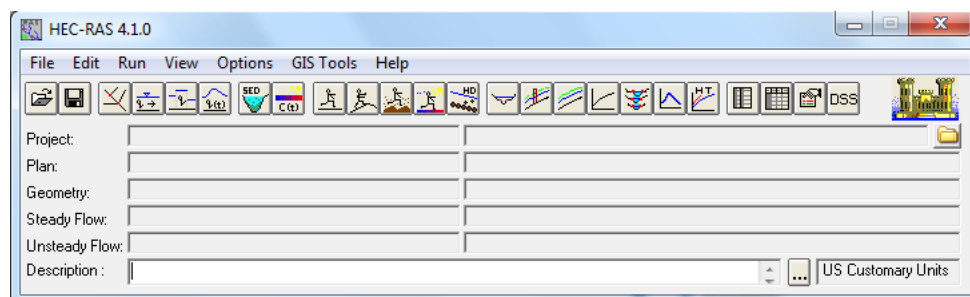 HEC-RAS 4.1.0
File Edit Run View Options GIS Tools Help
SED C(t) HD H.T. DSS
Project:
Plan:
Geometry:
Steady Flow:
Unsteady Flow:
Description : ... US Customary Units